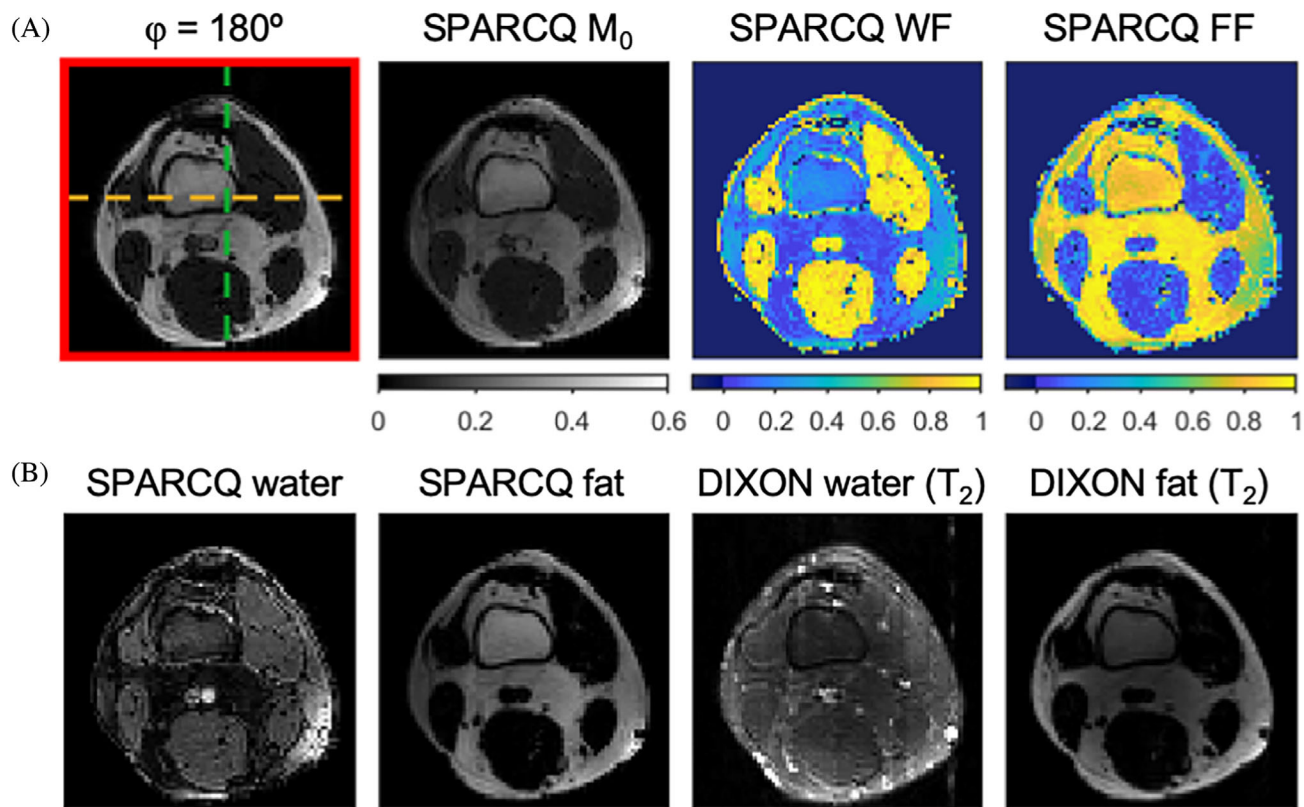 (A)
φ = 180º
SPARCQ M₀
SPARCQ WF
SPARCQ FF
0 0.2 0.4 0.6
0 0.2 0.4 0.6 0.8 1
0 0.2 0.4 0.6 0.8 1
(B)
SPARCQ water
SPARCQ fat
DIXON water (T₂)
DIXON fat (T₂)